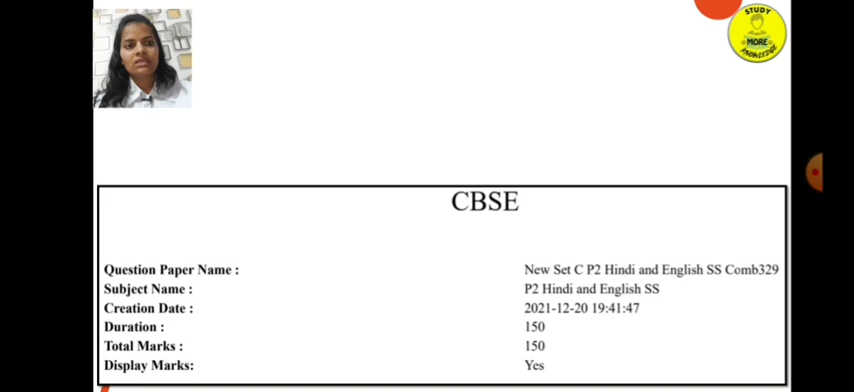 STUDY
MORE
KNOWLEDGE
CBSE
Question Paper Name : New Set C P2 Hindi and English SS Comb329
Subject Name : P2 Hindi and English SS
Creation Date : 2021-12-20 19:41:47
Duration : 150
Total Marks : 150
Display Marks: Yes